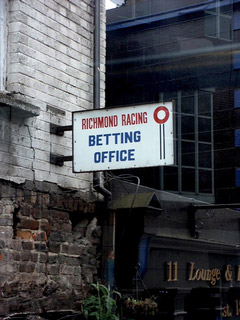 RICHMOND RACING
BETTING
OFFICE
11 Lounge &